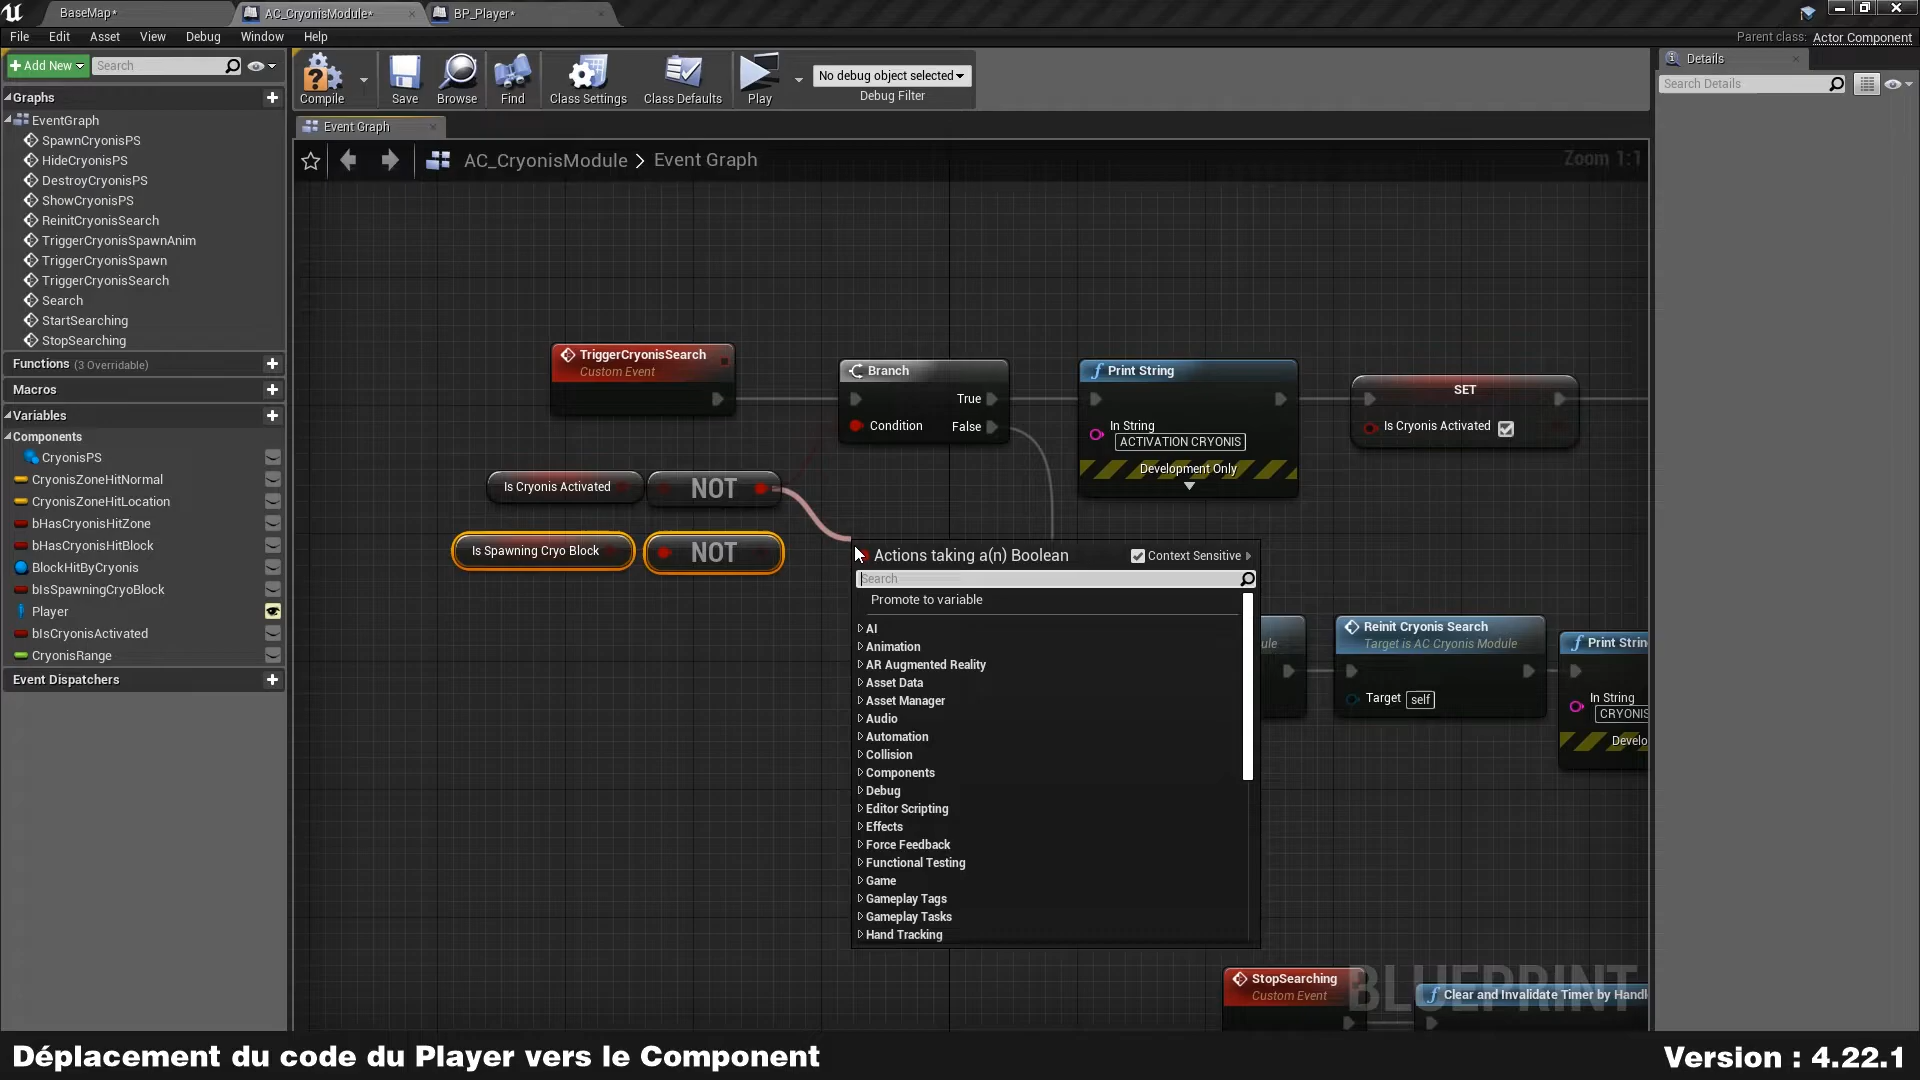 BaseMap*
AC_CryonisModule*
BP_Player*
File Edit Asset View Debug Window Help
Parent class: Actor Component
Add New
Search
Compile
Save
Browse
Find
Class Settings
Class Defaults
Play
No debug object selected
Debug Filter
Details
Search Details
Graphs
EventGraph
SpawnCryonisPS
HideCryonisPS
DestroyCryonisPS
ShowCryonisPS
ReinitCryonisSearch
TriggerCryonisSpawnAnim
TriggerCryonisSpawn
TriggerCryonisSearch
Search
StartSearching
StopSearching
Functions (3 Overridable)
Macros
Variables
Components
CryonisPS
CryonisZoneHitNormal
CryonisZoneHitLocation
bHasCryonisHitZone
bHasCryonisHitBlock
BlockHitByCryonis
bIsSpawningCryoBlock
Player
bIsCryonisActivated
CryonisRange
Event Dispatchers
Event Graph
AC_CryonisModule > Event Graph
Zoom 1:1
TriggerCryonisSearch
Custom Event
Branch
True
Condition
False
Print String
In String
ACTIVATION CRYONIS
Development Only
SET
Is Cryonis Activated
Is Cryonis Activated
NOT
Is Spawning Cryo Block
NOT
Actions taking a(n) Boolean
Context Sensitive
Search
Promote to variable
AI
Animation
AR Augmented Reality
Asset Data
Asset Manager
Audio
Automation
Collision
Components
Debug
Editor Scripting
Effects
Force Feedback
Functional Testing
Game
Gameplay Tags
Gameplay Tasks
Hand Tracking
ule
Reinit Cryonis Search
Target is AC Cryonis Module
Target self
Print Strin
In String
CRYONIS
Develo
StopSearching
Custom Event
Clear and Invalidate Timer by Handl
BLUEPRINT
Déplacement du code du Player vers le Component
Version : 4.22.1